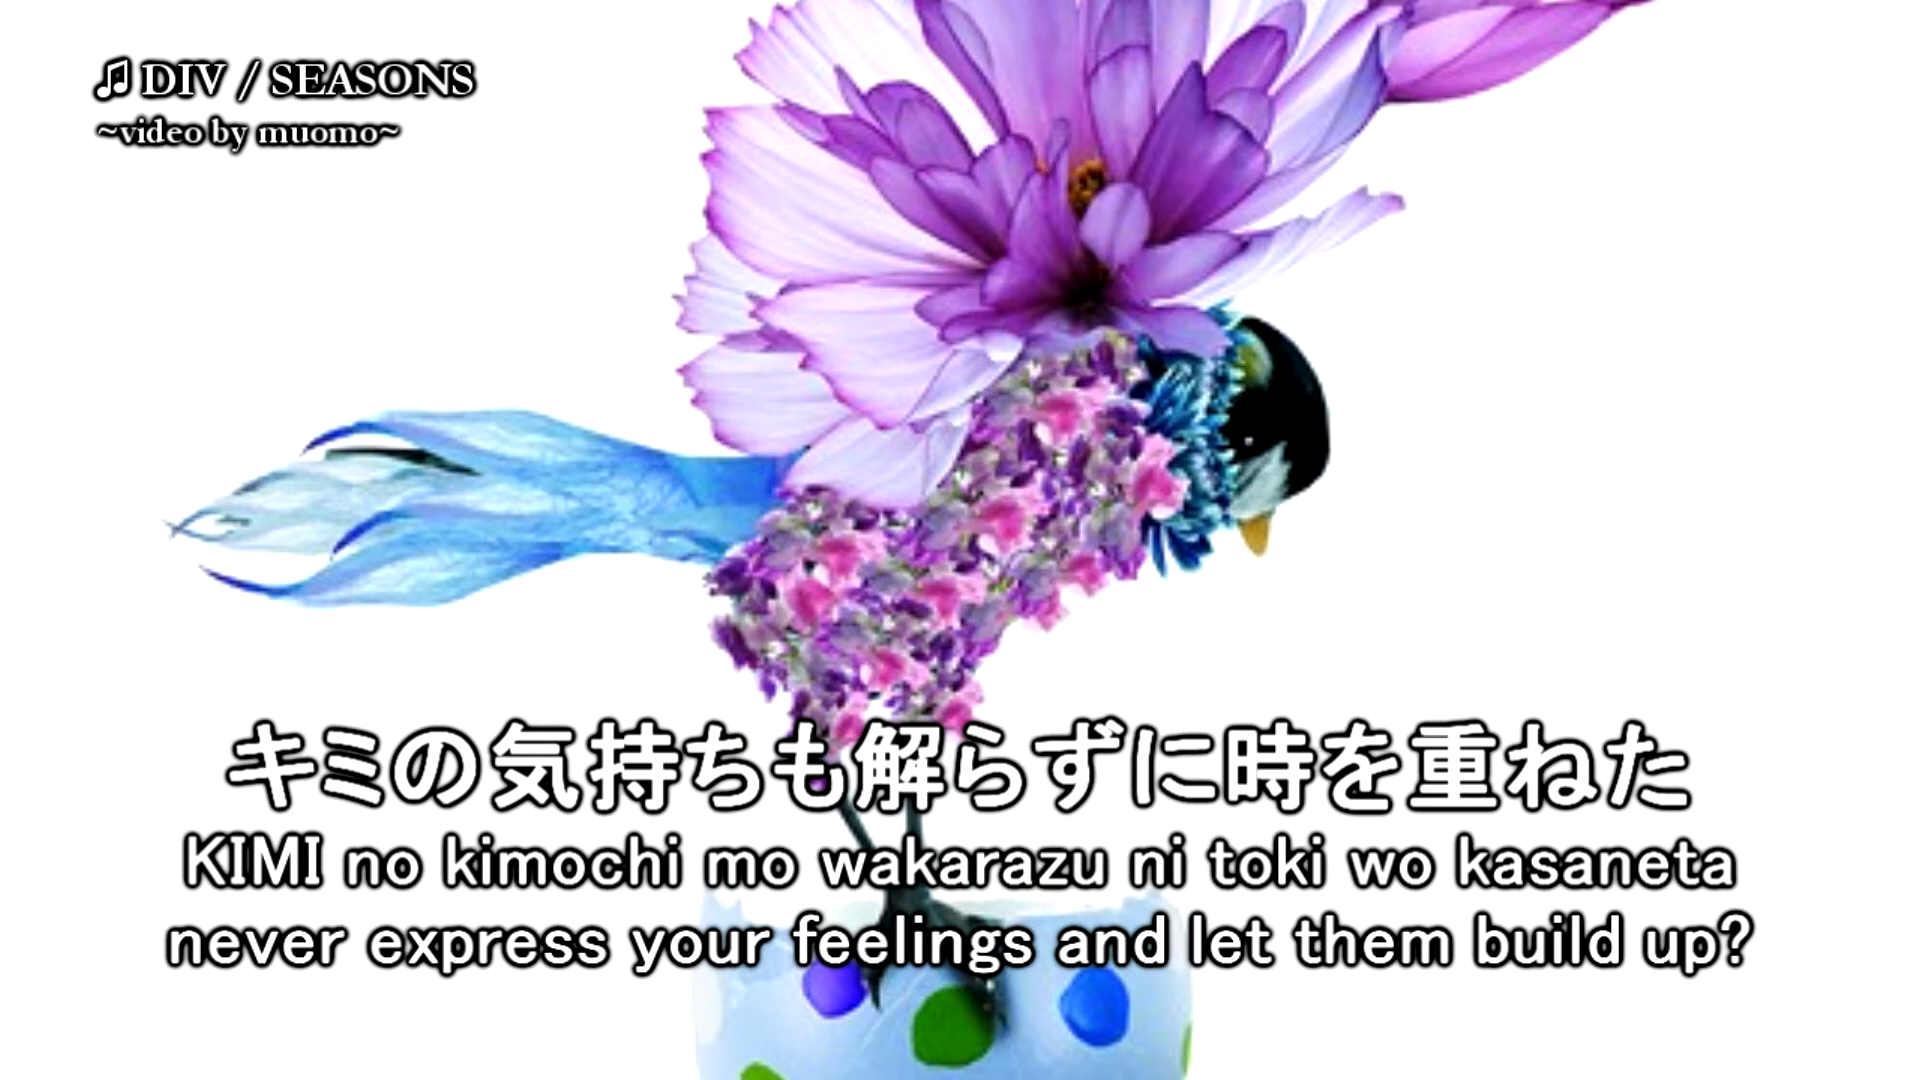 ♫ DIV / SEASONS
~video by muomo~
キミの気持ちも解らずに時を重ねた
KIMI no kimochi mo wakarazu ni toki wo kasaneta
never express your feelings and let them build up?